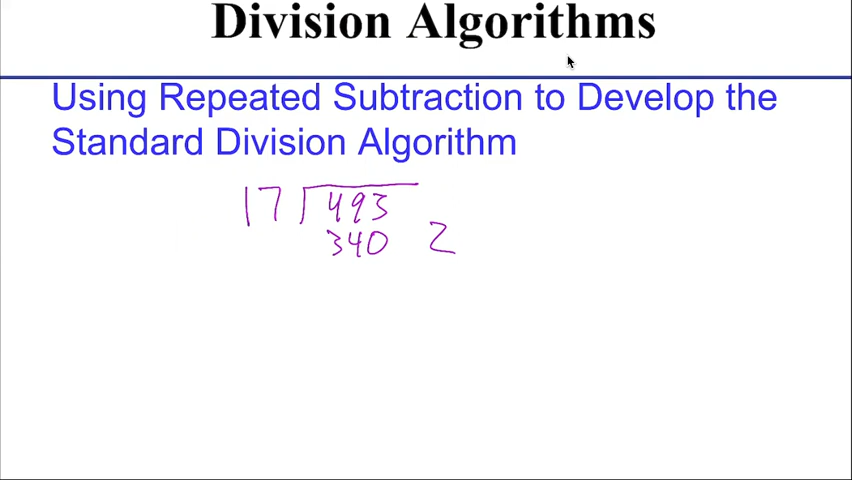 Division Algorithms
Using Repeated Subtraction to Develop the
Standard Division Algorithm
17 493
340 2